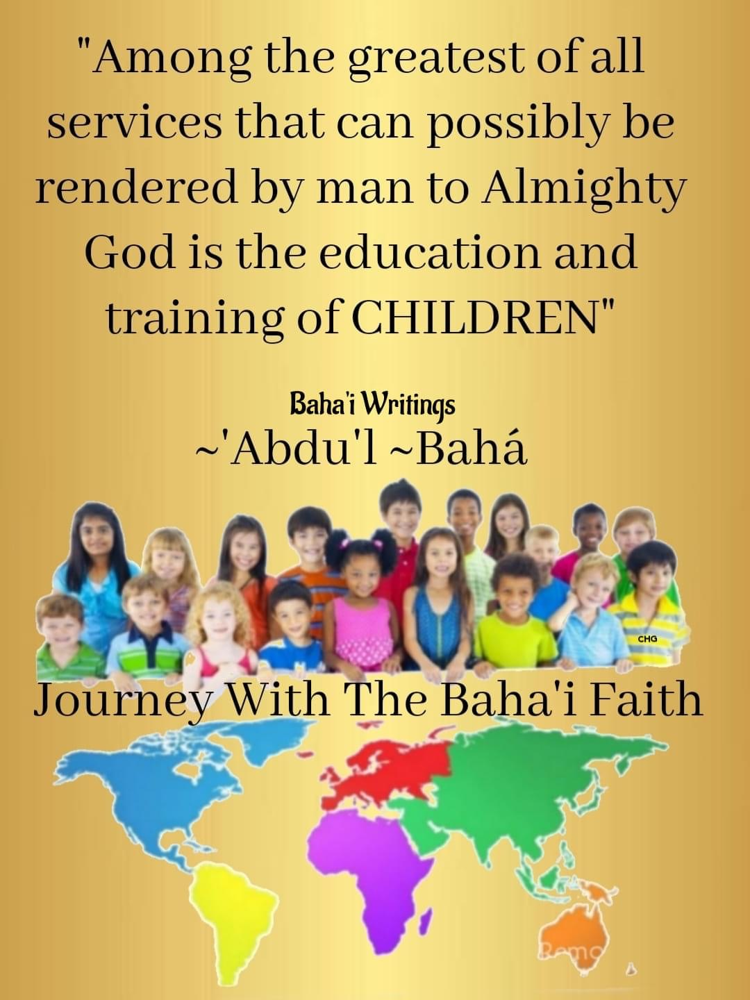 "Among the greatest of all
services that can possibly be
rendered by man to Almighty
God is the education and
training of CHILDREN"
Baha'i Writings
~'Abdu'l ~Bahá
CHG
Journey With The Baha'i Faith
Remo